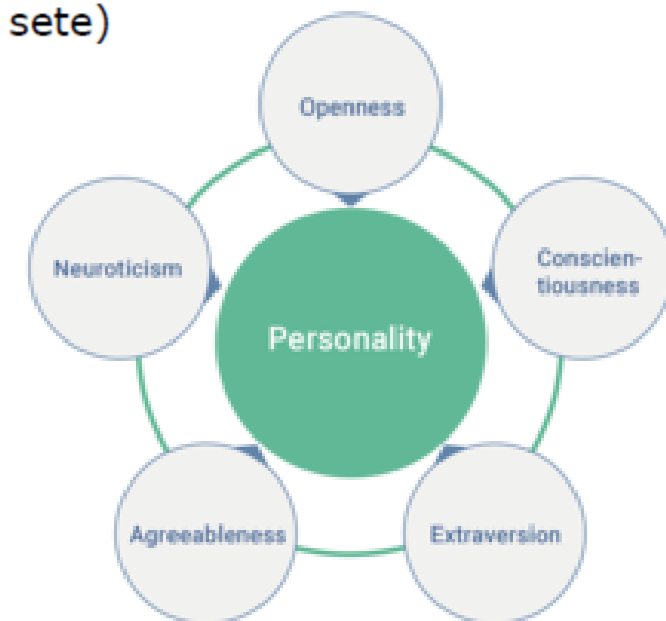 sete)
Openness
Neuroticism
Conscien-
tiousness
Personality
Agreeableness
Extraversion